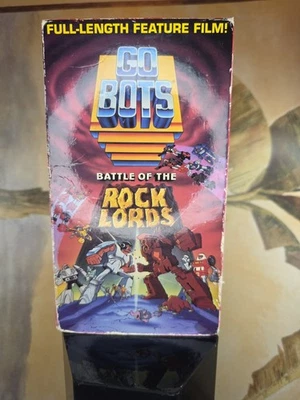 FULL-LENGTH FEATURE FILM!
GO
BOTS
BATTLE OF THE
ROCK
LORDS